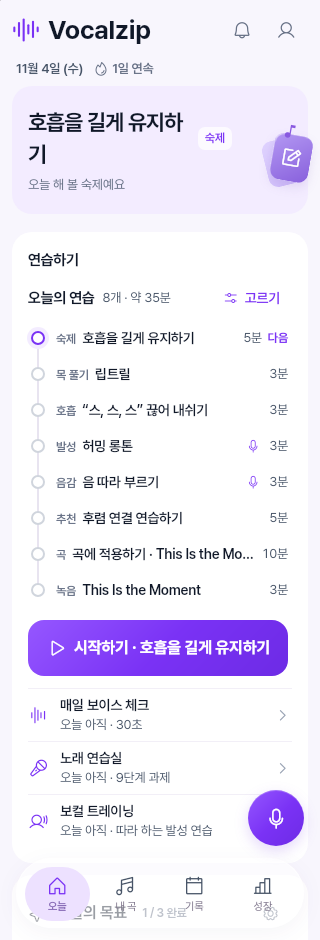 Vocalzip
11월 4일 (수) 1일 연속
호흡을 길게 유지하
기
숙제
오늘 해 볼 숙제예요
연습하기
오늘의 연습 8개 · 약 35분 고르기
숙제 호흡을 길게 유지하기 5분 다음
목 풀기 립트릴 3분
호흡 “스, 스, 스” 끊어 내쉬기 3분
발성 허밍 롱톤 3분
음감 음 따라 부르기 3분
추천 후렴 연결 연습하기 5분
곡 곡에 적용하기 · This Is the Mo... 10분
녹음 This Is the Moment 3분
시작하기 · 호흡을 길게 유지하기
매일 보이스 체크
오늘 아직 · 30초
노래 연습실
오늘 아직 · 9단계 과제
보컬 트레이닝
오늘 아직 · 따라 하는 발성 연습
오늘 내 곡 기록 성장
의 목표 1 / 3 완료